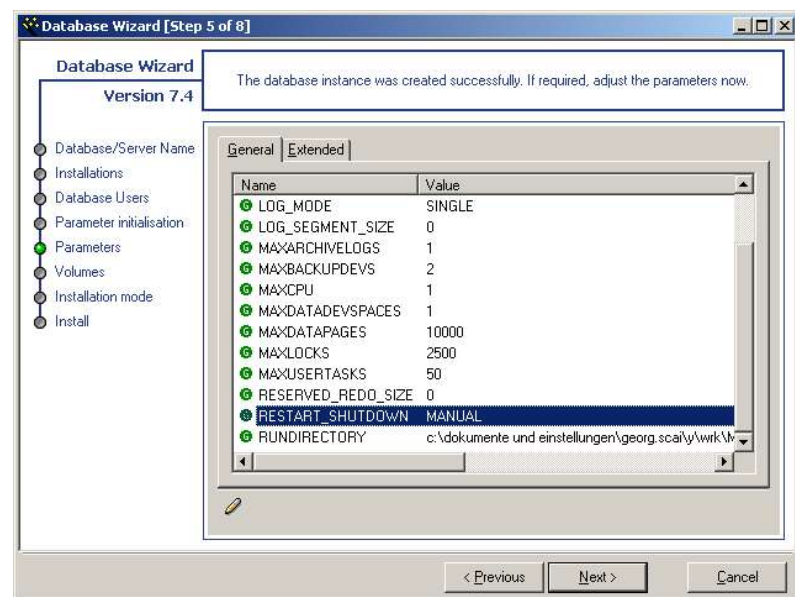 Database Wizard [Step 5 of 8]
Database Wizard
Version 7.4
The database instance was created successfully. If required, adjust the parameters now.
Database/Server Name
Installations
Database Users
Parameter initialisation
Parameters
Volumes
Installation mode
Install
General Extended
Name Value
LOG_MODE SINGLE
LOG_SEGMENT_SIZE 0
MAXARCHIVELOGS 1
MAXBACKUPDEVS 2
MAXCPU 1
MAXDATADEVSPACES 1
MAXDATAPAGES 10000
MAXLOCKS 2500
MAXUSERTASKS 50
RESERVED_REDO_SIZE 0
RESTART_SHUTDOWN MANUAL
RUNDIRECTORY c:\dokumente und einstellungen\georg.scai\y\wrk\
< Previous Next > Cancel